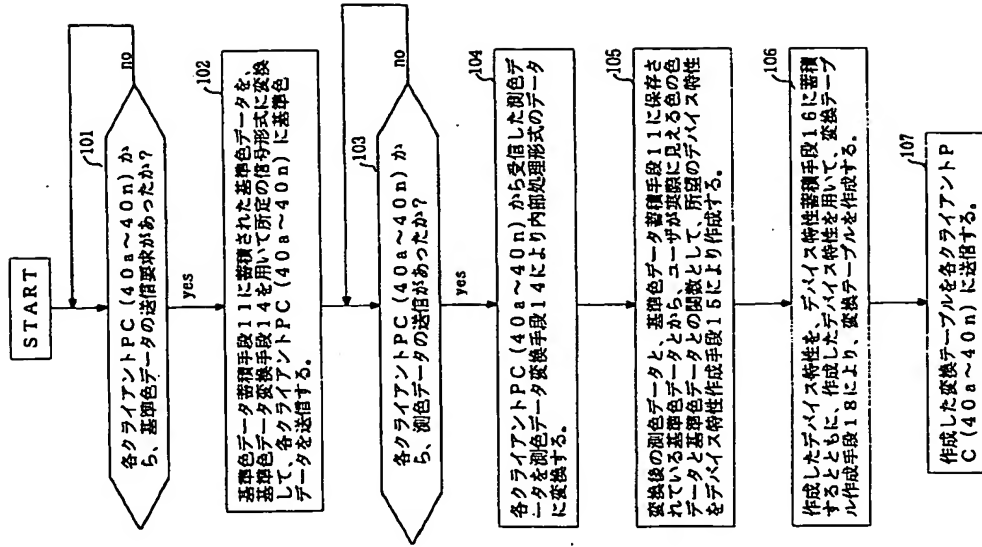 START
101
各クライアントPC(40a~40n)か
ら、基準色データの送信要求があったか?
no
yes
102
基準色データ蓄積手段11に蓄積された基準色データを、
基準色データ変換手段14を用いて所定の信号形式に変換
して、各クライアントPC(40a~40n)に基準色
データを送信する。
103
各クライアントPC(40a~40n)か
ら、測色データの送信があったか?
no
yes
104
各クライアントPC(40a~40n)から受信した測色デ
ータを測色データ変換手段14により内部処理形式のデータ
に変換する。
105
変換後の測色データと、基準色データ蓄積手段11に保存さ
れている基準色データとから、ユーザが実際に見える色の色
データと基準色データとの関数として、所望のデバイス特性
をデバイス特性作成手段15により作成する。
106
作成したデバイス特性を、デバイス特性蓄積手段16に蓄積
するとともに、作成したデバイス特性を用いて、変換テーブ
ル作成手段18により、変換テーブルを作成する。
107
作成した変換テーブルを各クライアントP
C(40a~40n)に送信する。